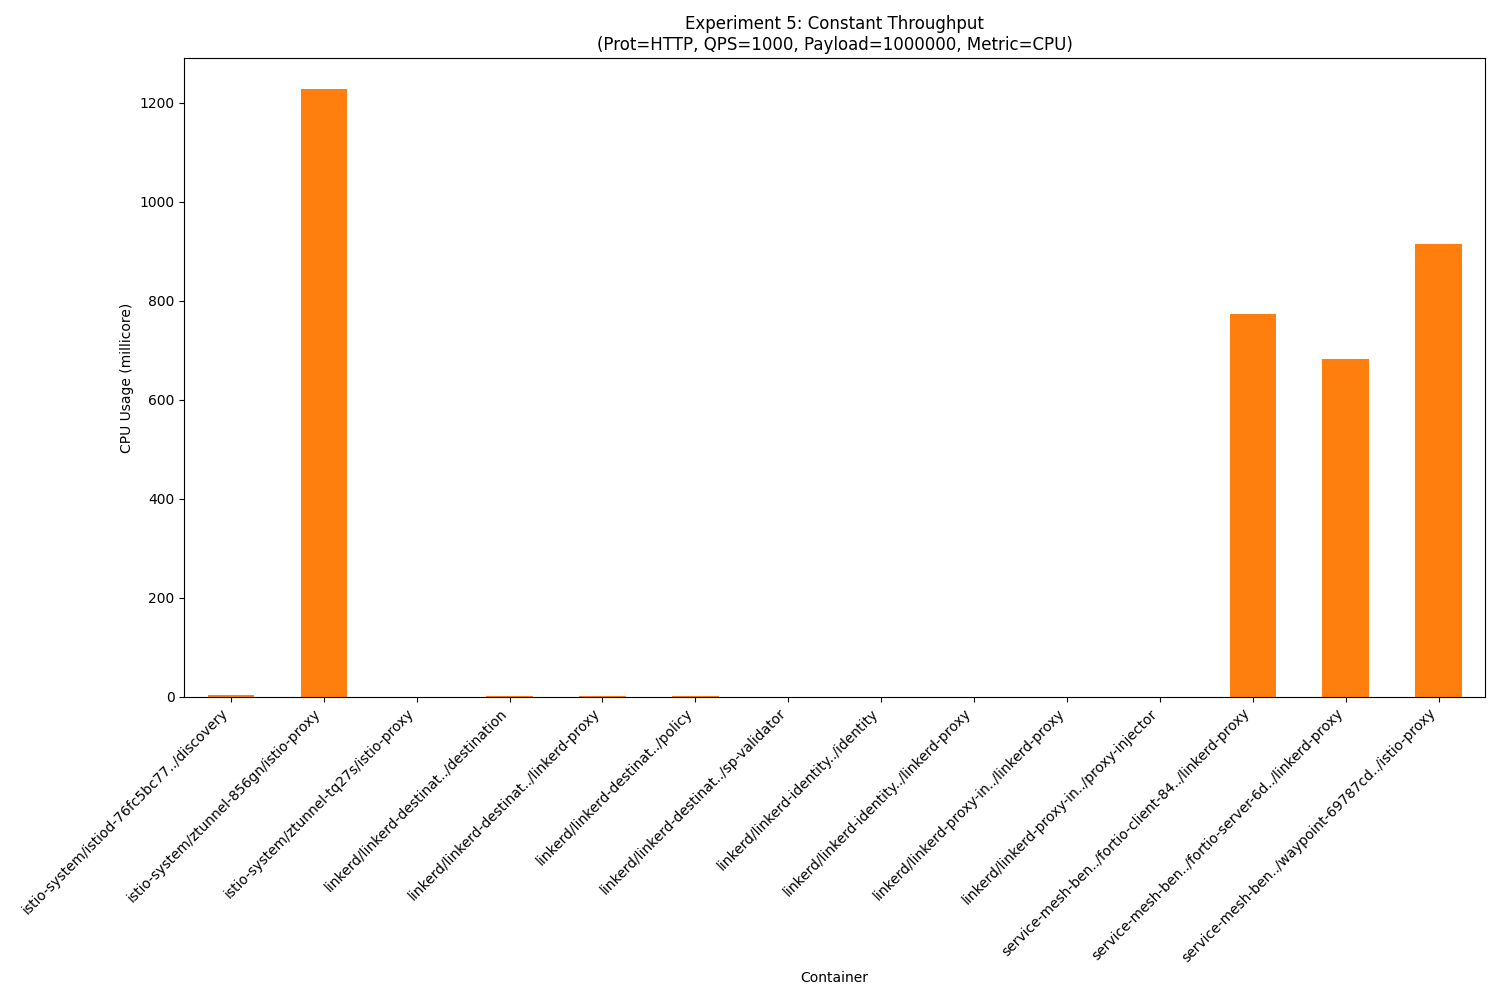 Experiment 5: Constant Throughput
(Prot=HTTP, QPS=1000, Payload=1000000, Metric=CPU)
CPU Usage (millicore)
1200
1000
800
600
400
200
0
istio-system/istiod-76fc5bc77../discovery
istio-system/ztunnel-856gn/istio-proxy
istio-system/ztunnel-tq27s/istio-proxy
linkerd/linkerd-destinat../destination
linkerd/linkerd-destinat../linkerd-proxy
linkerd/linkerd-destinat../policy
linkerd/linkerd-destinat../sp-validator
linkerd/linkerd-identity../identity
linkerd/linkerd-identity../linkerd-proxy
linkerd/linkerd-proxy-in../linkerd-proxy
linkerd/linkerd-proxy-in../proxy-injector
service-mesh-ben../fortio-client-84../linkerd-proxy
service-mesh-ben../fortio-server-6d../linkerd-proxy
service-mesh-ben../waypoint-69787cd../istio-proxy
Container